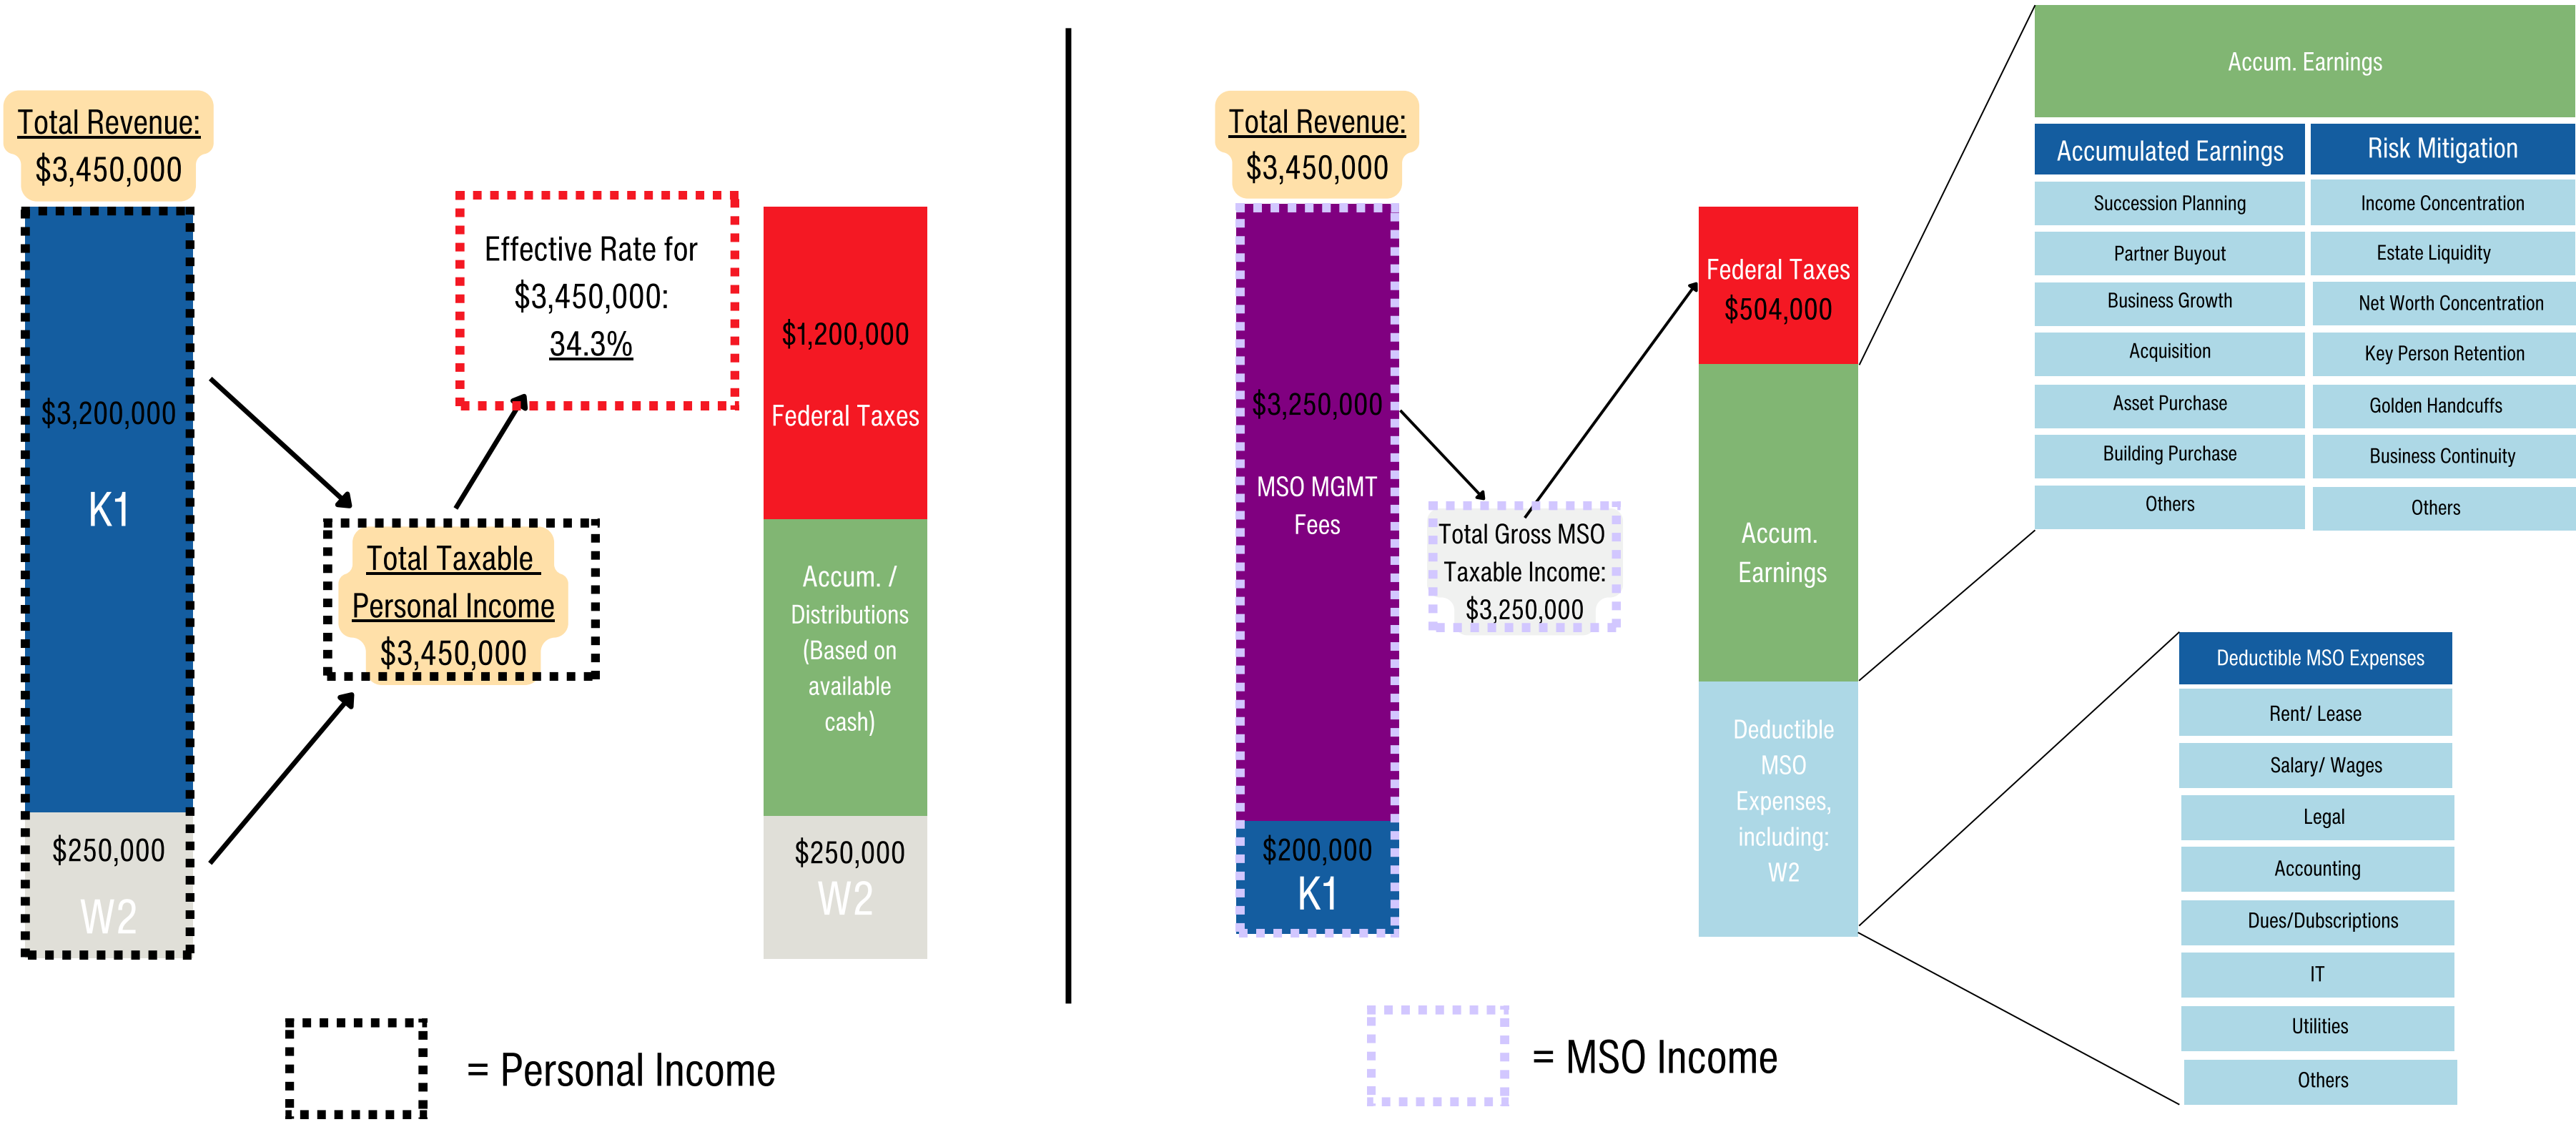 Total Revenue:
$3,450,000
$3,200,000
K1
$250,000
W2
Total Taxable
Personal Income
$3,450,000
Effective Rate for
$3,450,000:
34.3%
$1,200,000
Federal Taxes
Accum. /
Distributions
(Based on
available
cash)
$250,000
W2
= Personal Income
Total Revenue:
$3,450,000
$3,250,000
MSO MGMT
Fees
$200,000
K1
Total Gross MSO
Taxable Income:
$3,250,000
Federal Taxes
$504,000
Accum.
Earnings
Deductible
MSO
Expenses,
including:
W2
= MSO Income
Accum. Earnings
Accumulated Earnings
Risk Mitigation
Succession Planning
Income Concentration
Partner Buyout
Estate Liquidity
Business Growth
Net Worth Concentration
Acquisition
Key Person Retention
Asset Purchase
Golden Handcuffs
Building Purchase
Business Continuity
Others
Others
Deductible MSO Expenses
Rent/ Lease
Salary/ Wages
Legal
Accounting
Dues/Dubscriptions
IT
Utilities
Others